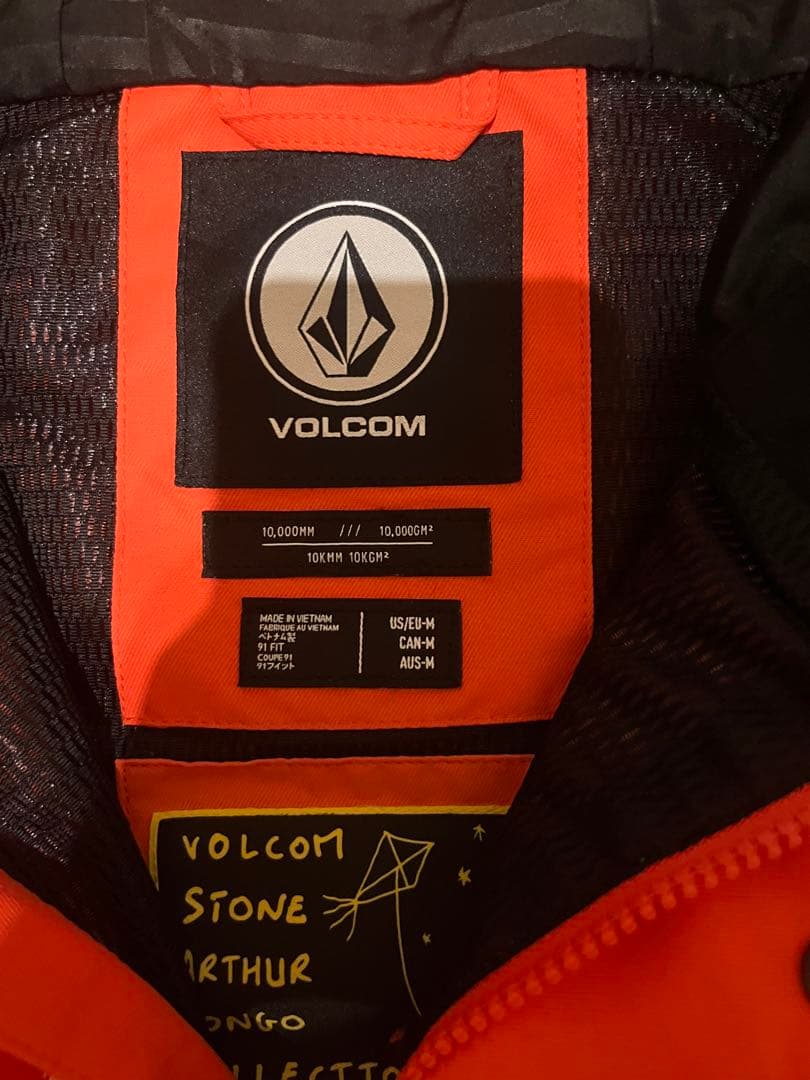 VOLCOM
10,000MM /// 10,000GM²
10KMM 10KGM²
MADE IN VIETNAM
FABRIQUE AU VIETNAM
ベトナム製
91 FIT
COUPE 91
91フィット
US/EU-M
CAN-M
AUS-M
VOLCOM
STONE
ARTHUR